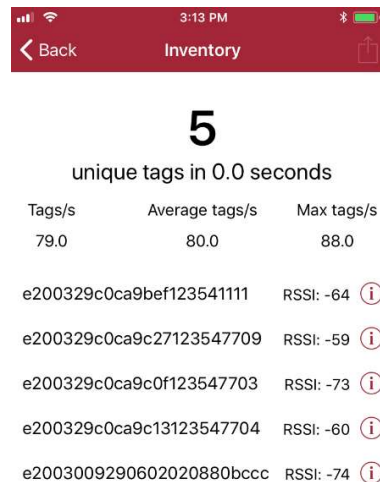 3:13 PM
Back Inventory
5
unique tags in 0.0 seconds
Tags/s Average tags/s Max tags/s
79.0 80.0 88.0
e200329c0ca9bef123541111 RSSI: -64 i
e200329c0ca9c27123547709 RSSI: -59 i
e200329c0ca9c0f123547703 RSSI: -73 i
e200329c0ca9c13123547704 RSSI: -60 i
e2003009290602020880bccc RSSI: -74 i